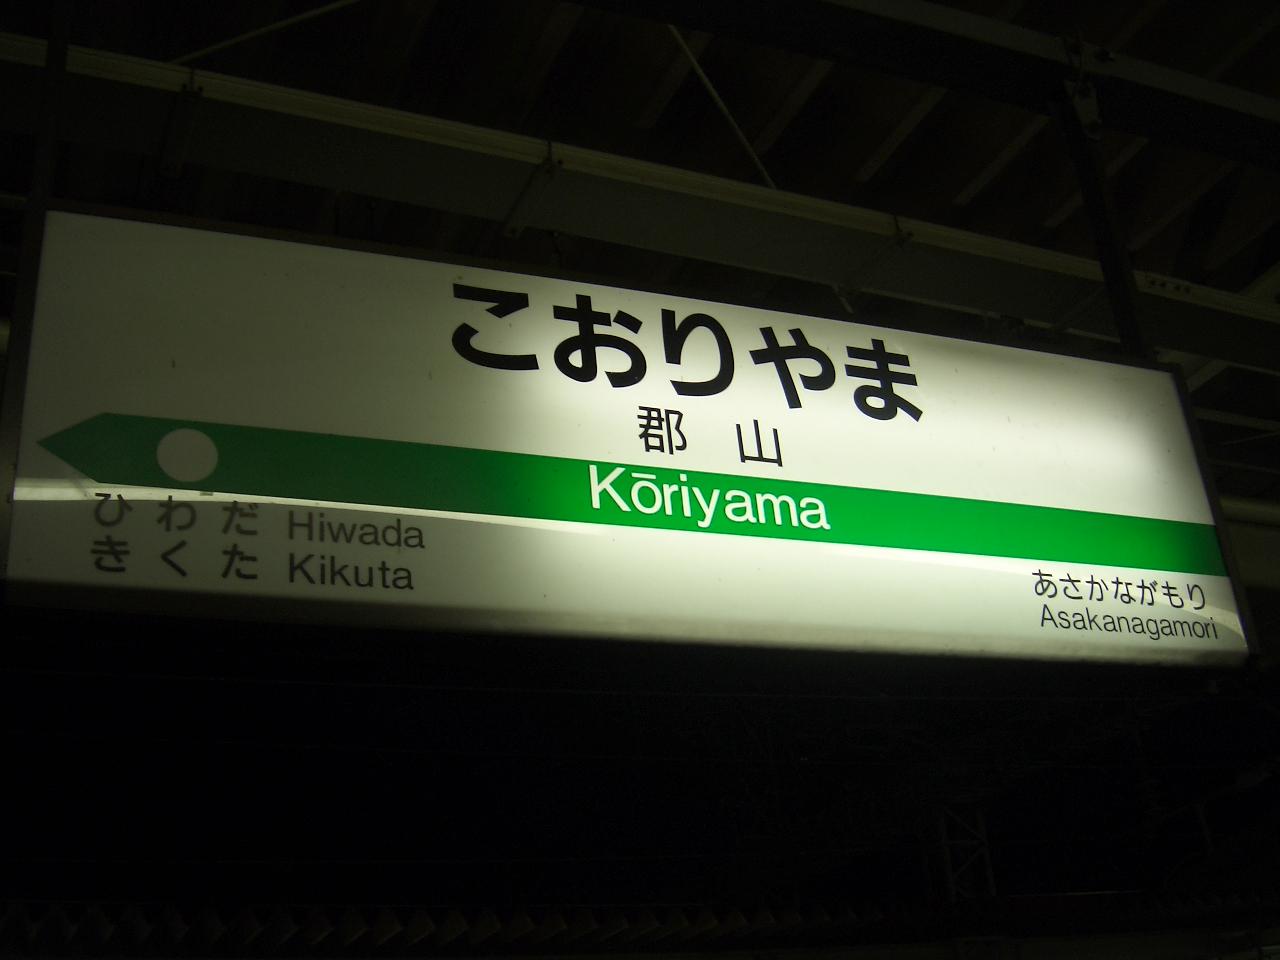 こおりやま
郡山
Kōriyama
ひわだ Hiwada
きくた Kikuta
あさかながもり
Asakanagamori